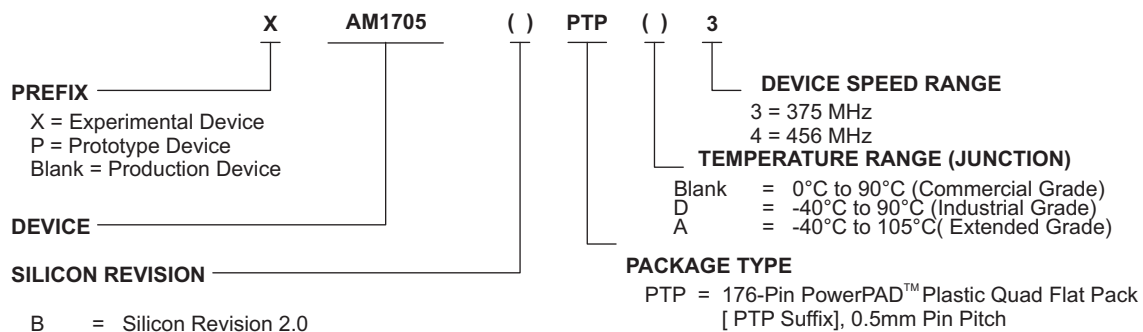 X AM1705 ( ) PTP ( ) 3
PREFIX
X = Experimental Device
P = Prototype Device
Blank = Production Device
DEVICE
SILICON REVISION
B = Silicon Revision 2.0
DEVICE SPEED RANGE
3 = 375 MHz
4 = 456 MHz
TEMPERATURE RANGE (JUNCTION)
Blank = 0°C to 90°C (Commercial Grade)
D = -40°C to 90°C (Industrial Grade)
A = -40°C to 105°C( Extended Grade)
PACKAGE TYPE
PTP = 176-Pin PowerPAD™ Plastic Quad Flat Pack
[ PTP Suffix], 0.5mm Pin Pitch